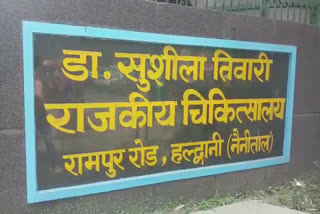 डा. सुशीला तिवारी
राजकीय चिकित्सालय
रामपुर रोड, हल्द्वानी (नैनीताल)